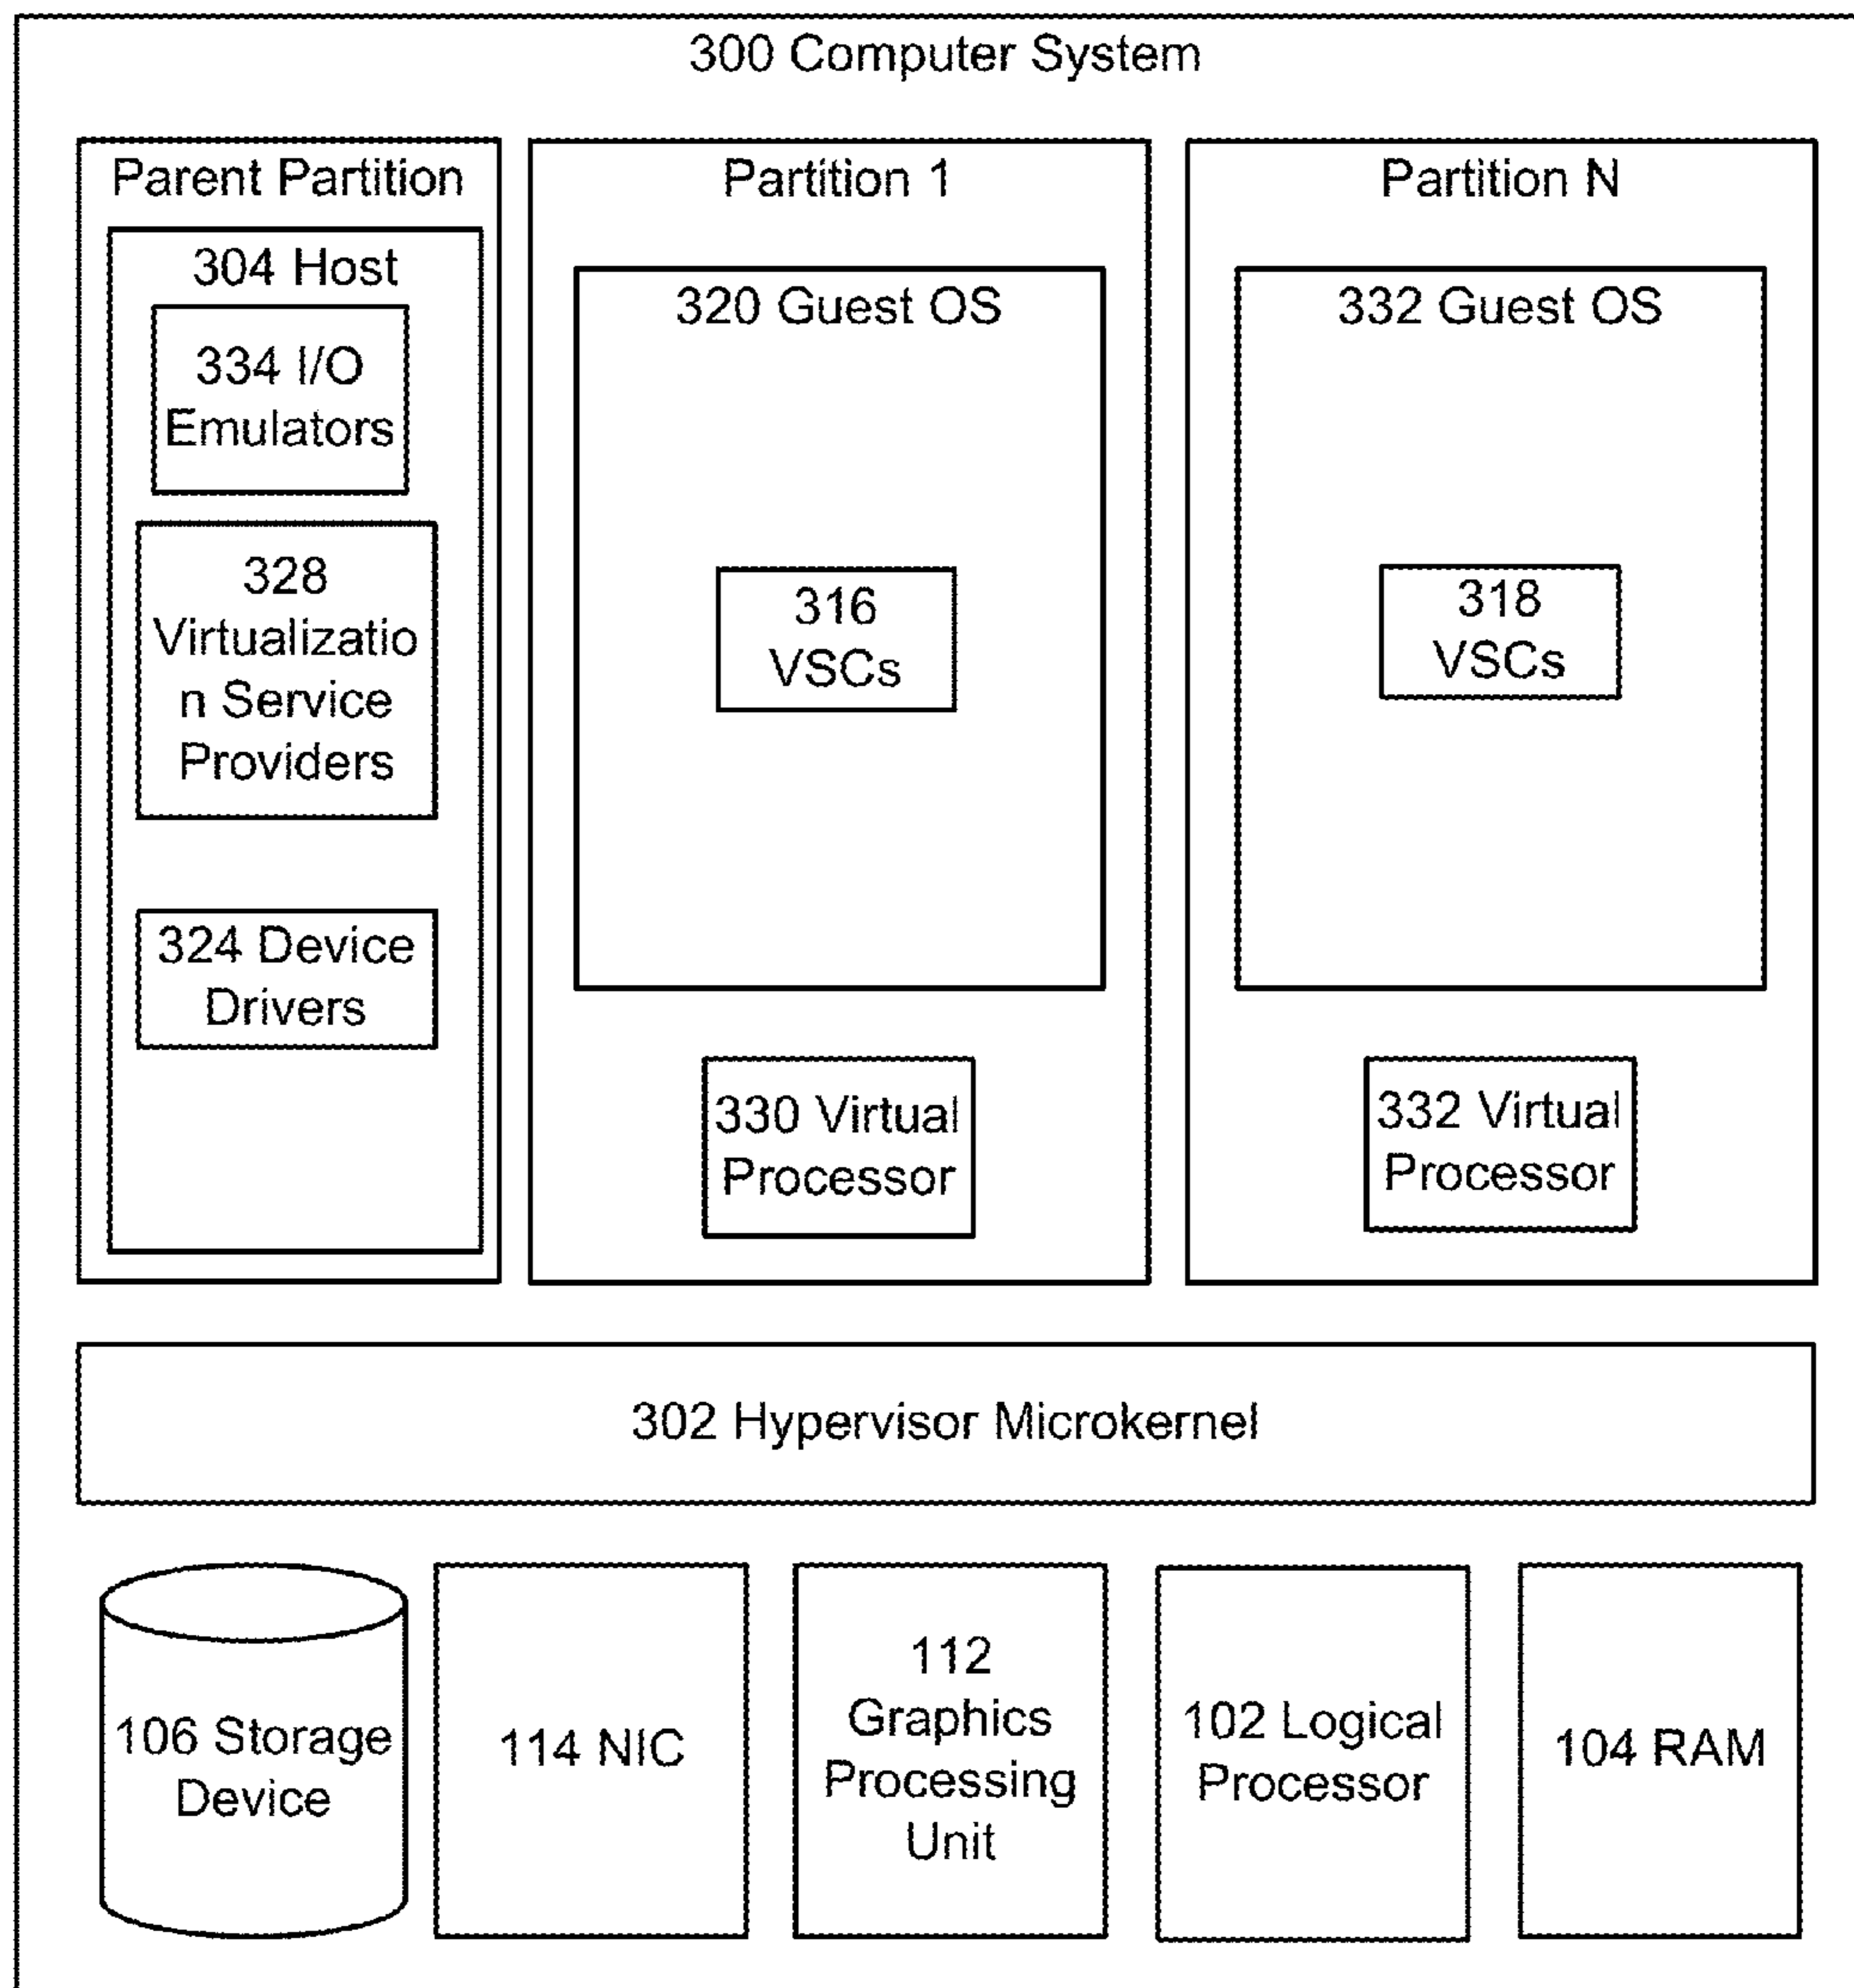 300 Computer System
Parent Partition
304 Host
334 I/O
Emulators
328
Virtualizatio
n Service
Providers
324 Device
Drivers
Partition 1
320 Guest OS
316
VSCs
330 Virtual
Processor
Partition N
332 Guest OS
318
VSCs
332 Virtual
Processor
302 Hypervisor Microkernel
106 Storage
Device
114 NIC
112
Graphics
Processing
Unit
102 Logical
Processor
104 RAM